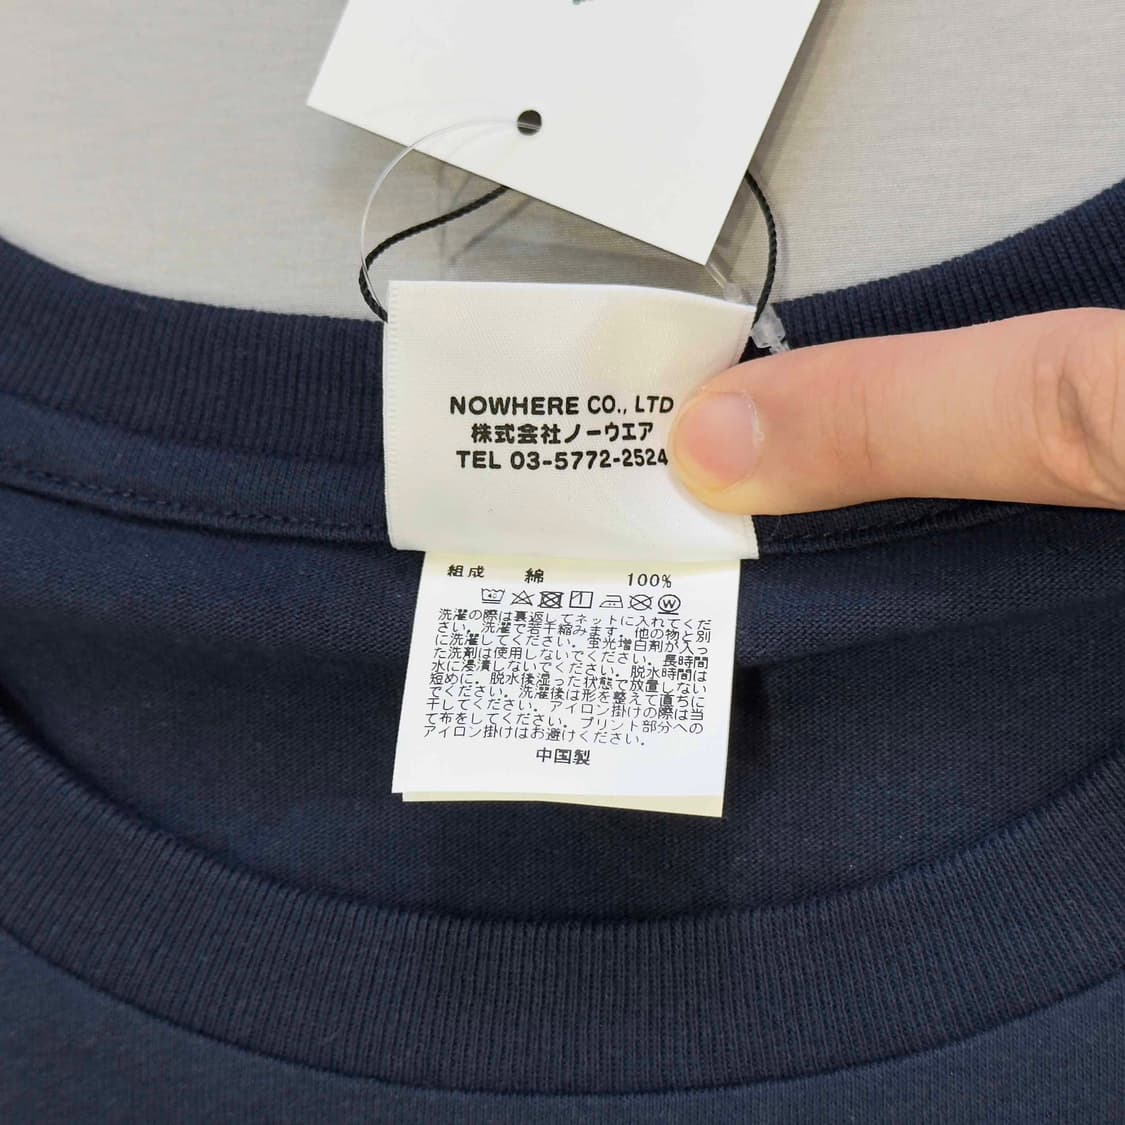 NOWHERE CO., LTD
株式会社ノーウエア
TEL 03-5772-2524
組成 綿 100%
40
W
洗濯の際は裏返してネットに入れてくだ
さい。洗濯で若干縮みます。他の物と別
に洗濯してください。蛍光増白剤が入っ
た洗剤は使用しないでください。長時間
水に浸漬しないでください。脱水時間は
短めに。脱水後湿った状態で放置しない
でください。洗濯後は形を整えて直ちに
干してください。アイロン掛けの際は当
て布をしてください。プリント部分への
アイロン掛けはお避けください。
中国製